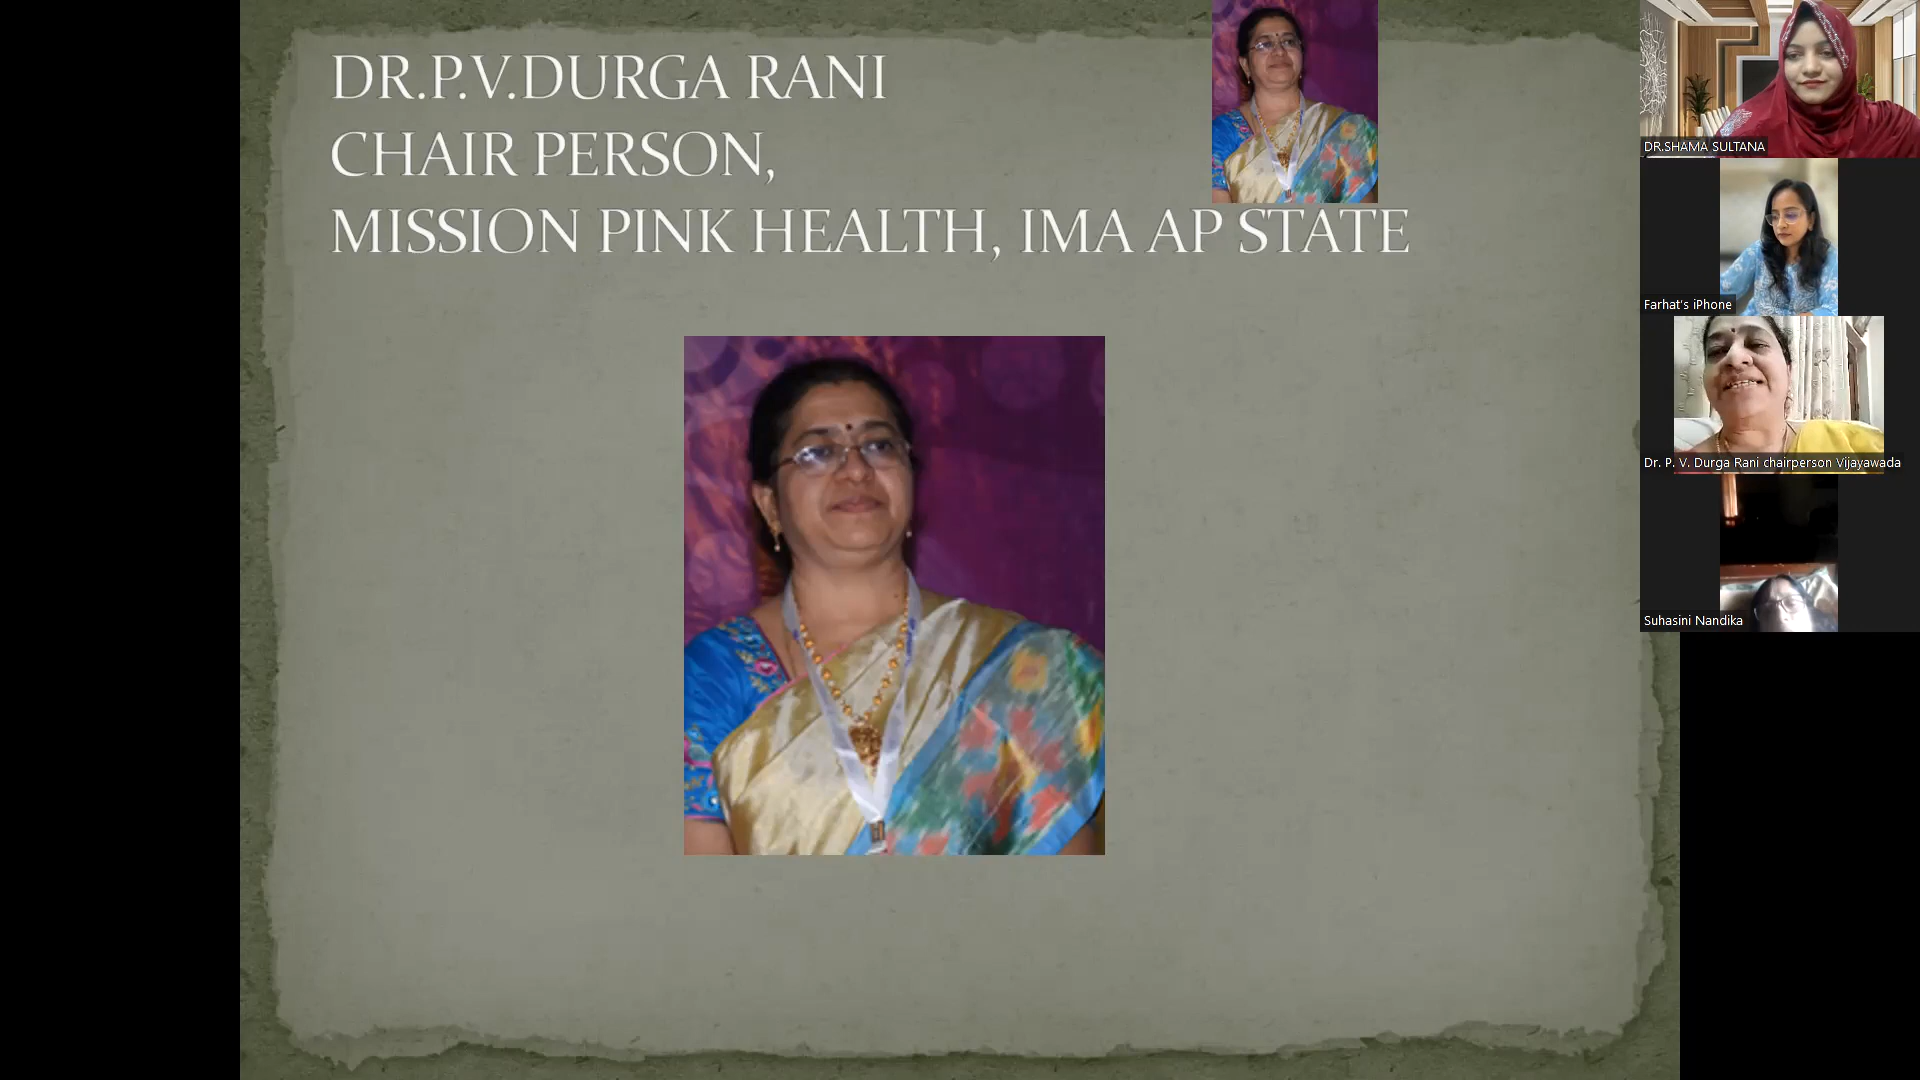 DR.P.V.DURGA RANI
CHAIR PERSON,
MISSION PINK HEALTH, IMA AP STATE
DR.SHAMA SULTANA
Farhat's iPhone
Dr. P. V. Durga Rani chairperson Vijayawada
Suhasini Nandika